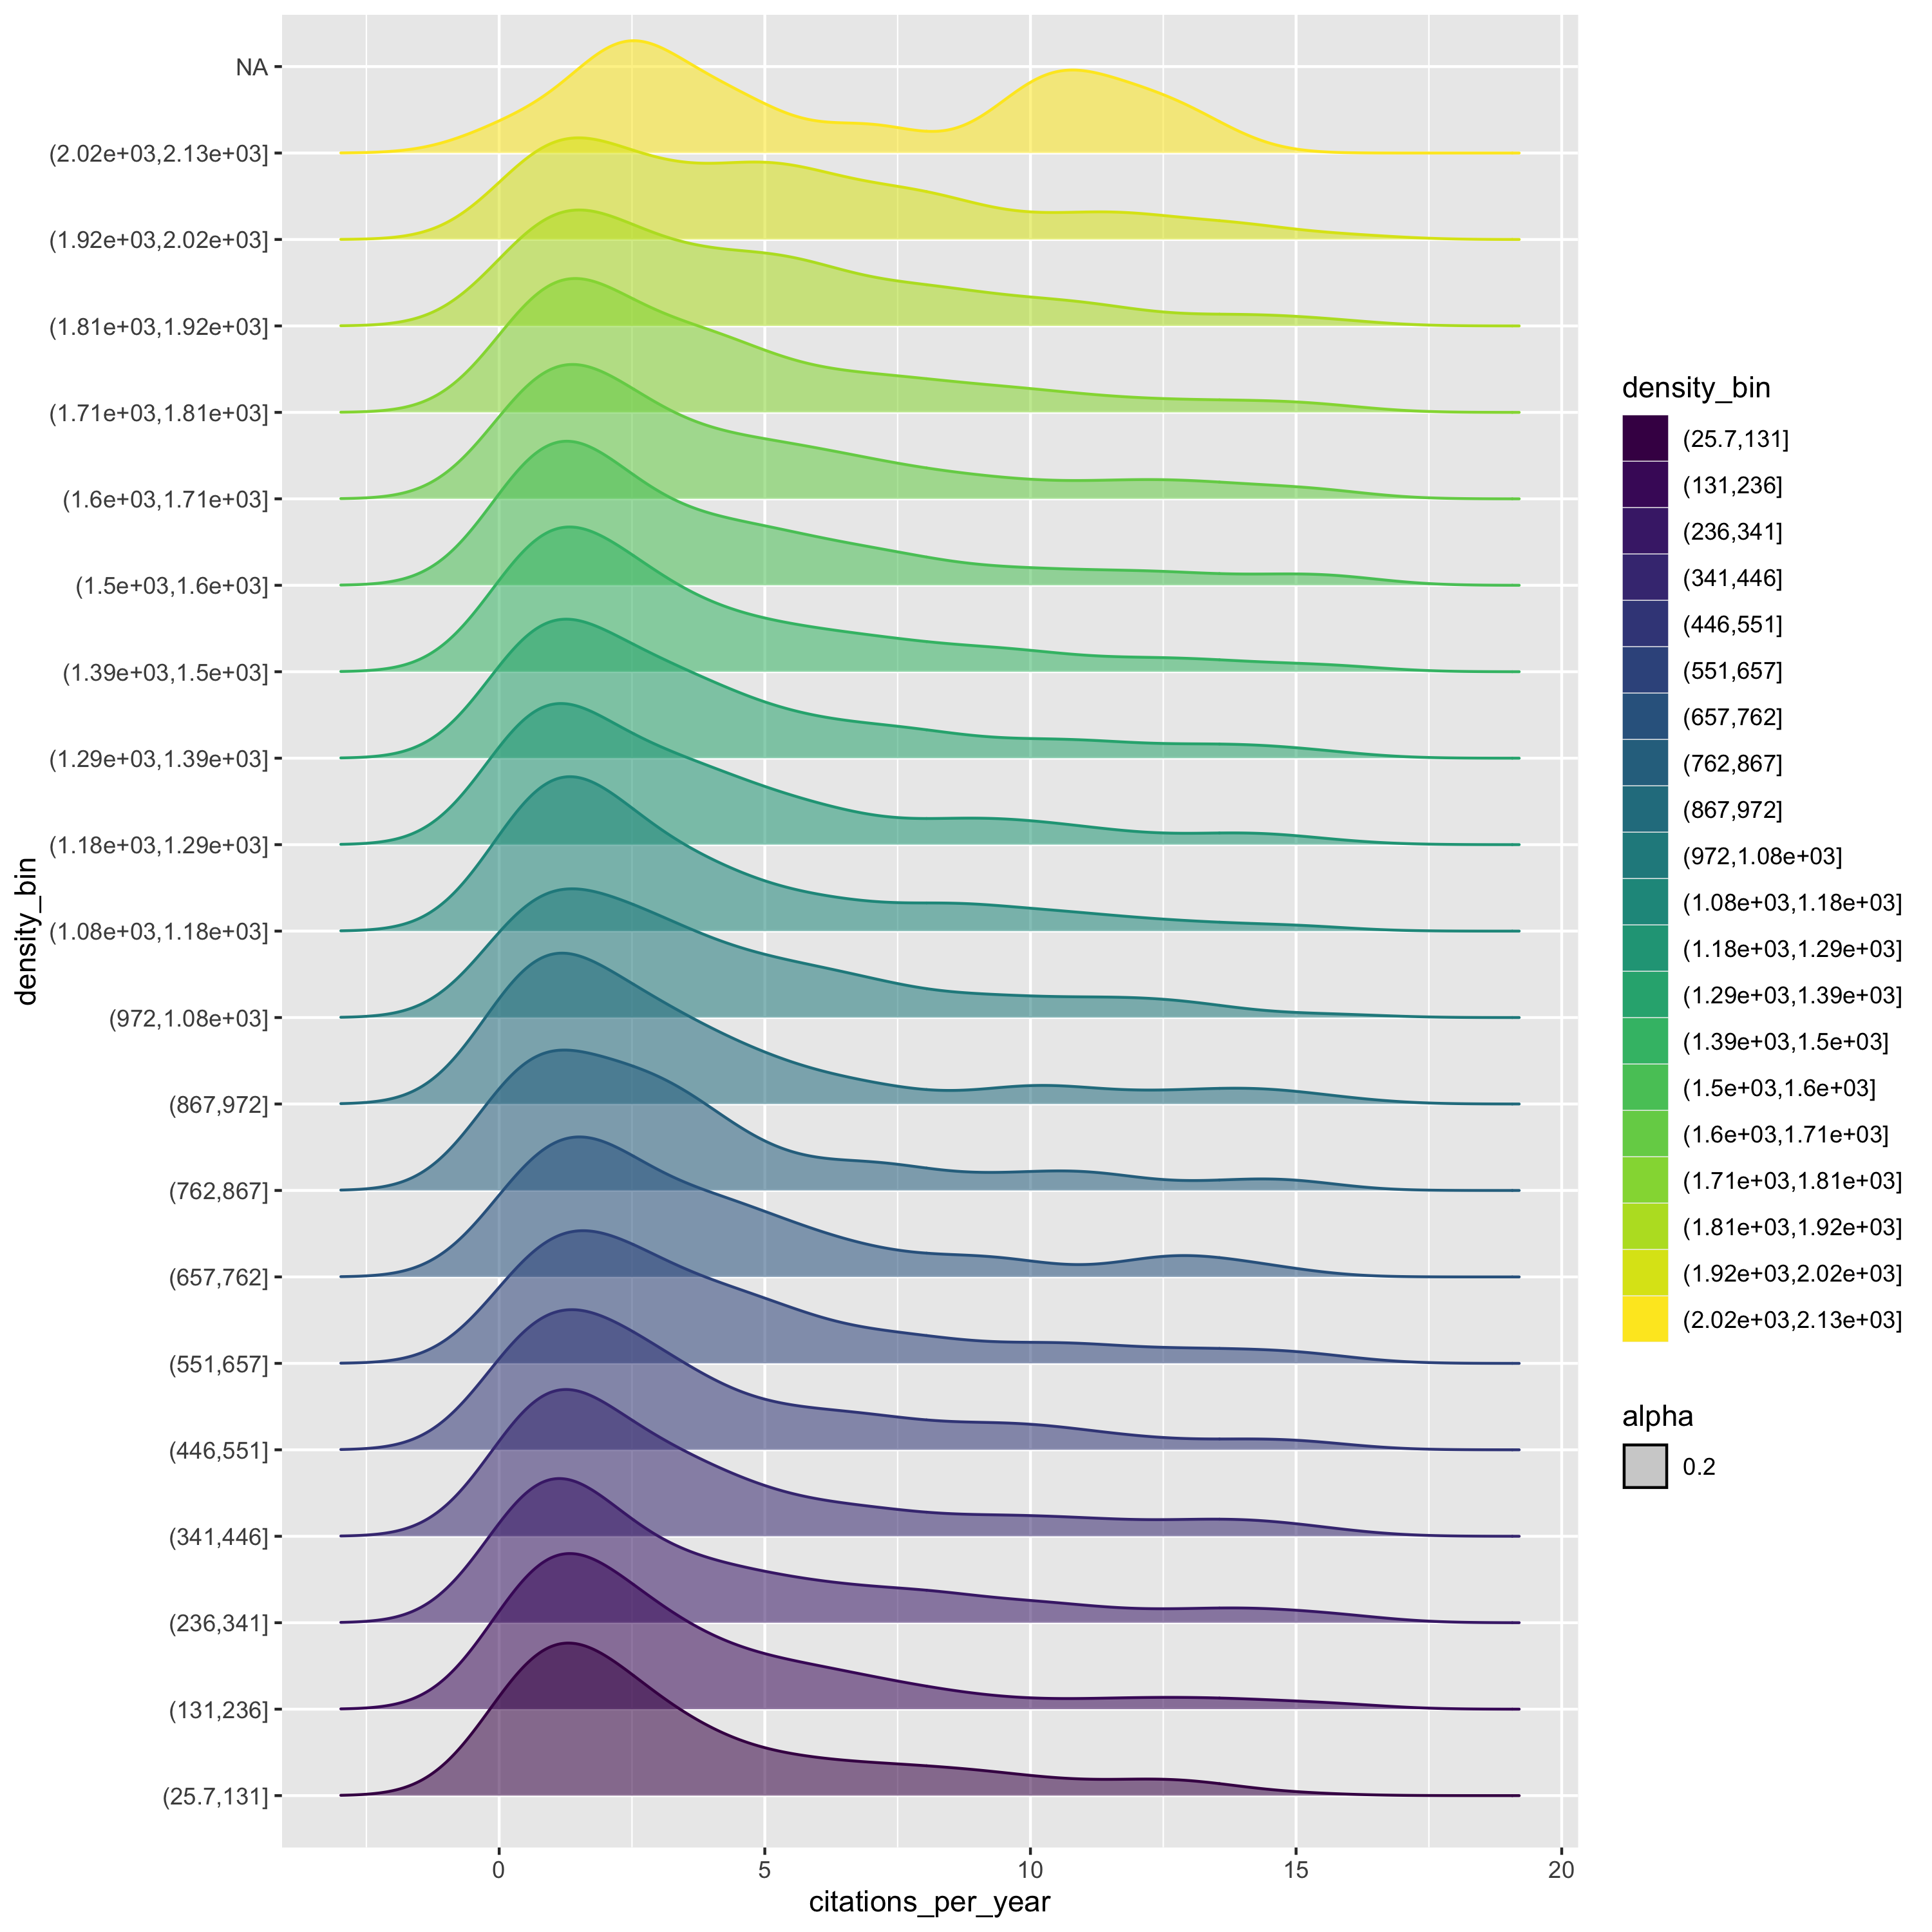 NA
(2.02e+03,2.13e+03]
(1.92e+03,2.02e+03]
(1.81e+03,1.92e+03]
(1.71e+03,1.81e+03]
(1.6e+03,1.71e+03]
(1.5e+03,1.6e+03]
(1.39e+03,1.5e+03]
(1.29e+03,1.39e+03]
(1.18e+03,1.29e+03]
(1.08e+03,1.18e+03]
(972,1.08e+03]
(867,972]
(762,867]
(657,762]
(551,657]
(446,551]
(341,446]
(236,341]
(131,236]
(25.7,131]
density_bin
0 5 10 15 20
citations_per_year
density_bin
(25.7,131]
(131,236]
(236,341]
(341,446]
(446,551]
(551,657]
(657,762]
(762,867]
(867,972]
(972,1.08e+03]
(1.08e+03,1.18e+03]
(1.18e+03,1.29e+03]
(1.29e+03,1.39e+03]
(1.39e+03,1.5e+03]
(1.5e+03,1.6e+03]
(1.6e+03,1.71e+03]
(1.71e+03,1.81e+03]
(1.81e+03,1.92e+03]
(1.92e+03,2.02e+03]
(2.02e+03,2.13e+03]
alpha
0.2